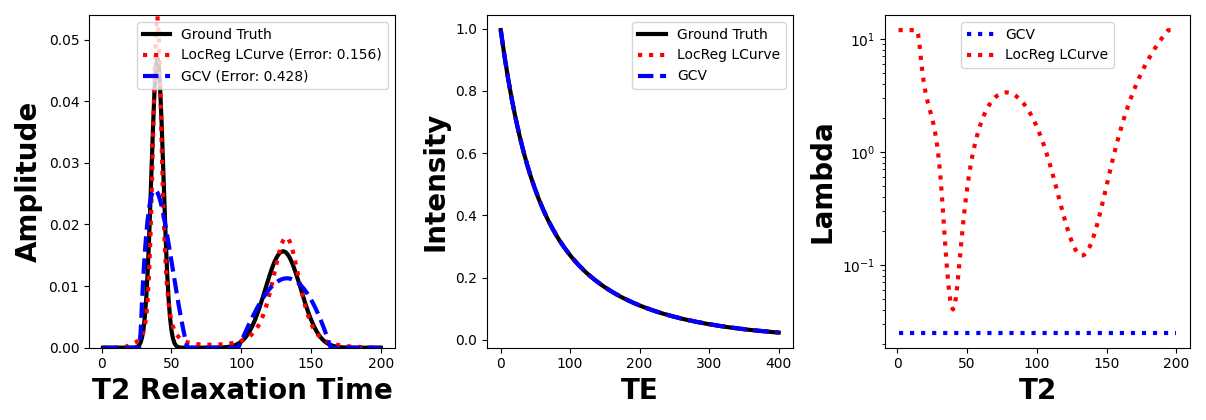 Amplitude
0.05
0.04
0.03
0.02
0.01
0.00
Ground Truth
LocReg LCurve (Error: 0.156)
GCV (Error: 0.428)
0 50 100 150 200
T2 Relaxation Time
Intensity
1.0
0.8
0.6
0.4
0.2
0.0
Ground Truth
LocReg LCurve
GCV
0 100 200 300 400
TE
Lambda
10¹
10⁰
10⁻¹
GCV
LocReg LCurve
0 50 100 150 200
T2